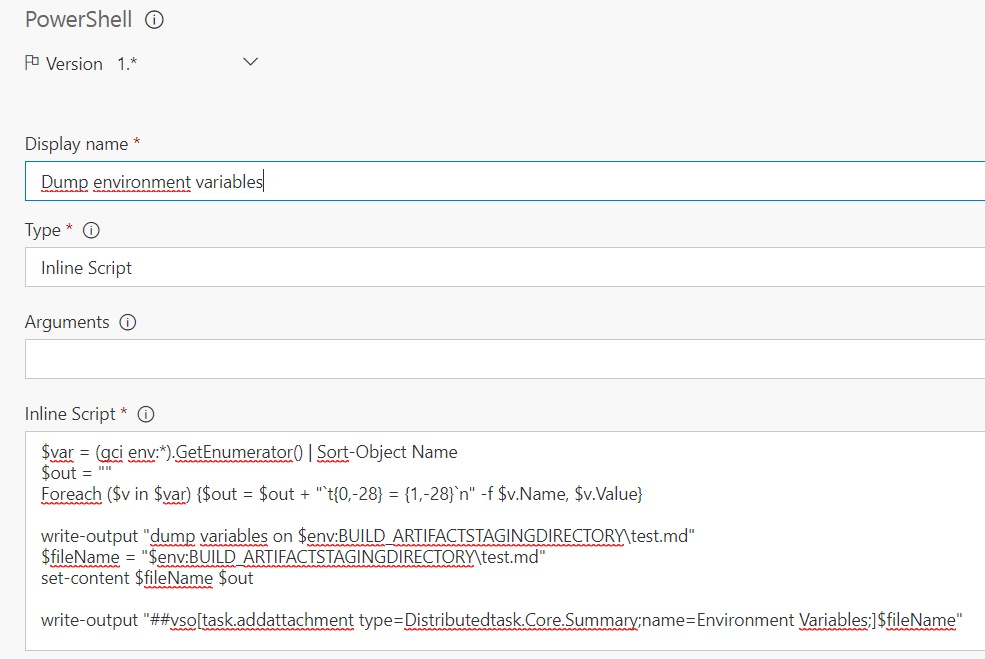 PowerShell
Version 1.*
Display name *
Dump environment variables
Type *
Inline Script
Arguments
Inline Script *
$var = (gci env:*).GetEnumerator() | Sort-Object Name
$out = ""
Foreach ($v in $var) {$out = $out + "`t{0,-28} = {1,-28}`n" -f $v.Name, $v.Value}
write-output "dump variables on $env:BUILD_ARTIFACTSTAGINGDIRECTORY\test.md"
$fileName = "$env:BUILD_ARTIFACTSTAGINGDIRECTORY\test.md"
set-content $fileName $out
write-output "##vso[task.addattachment type=Distributedtask.Core.Summary;name=Environment Variables;]$fileName"